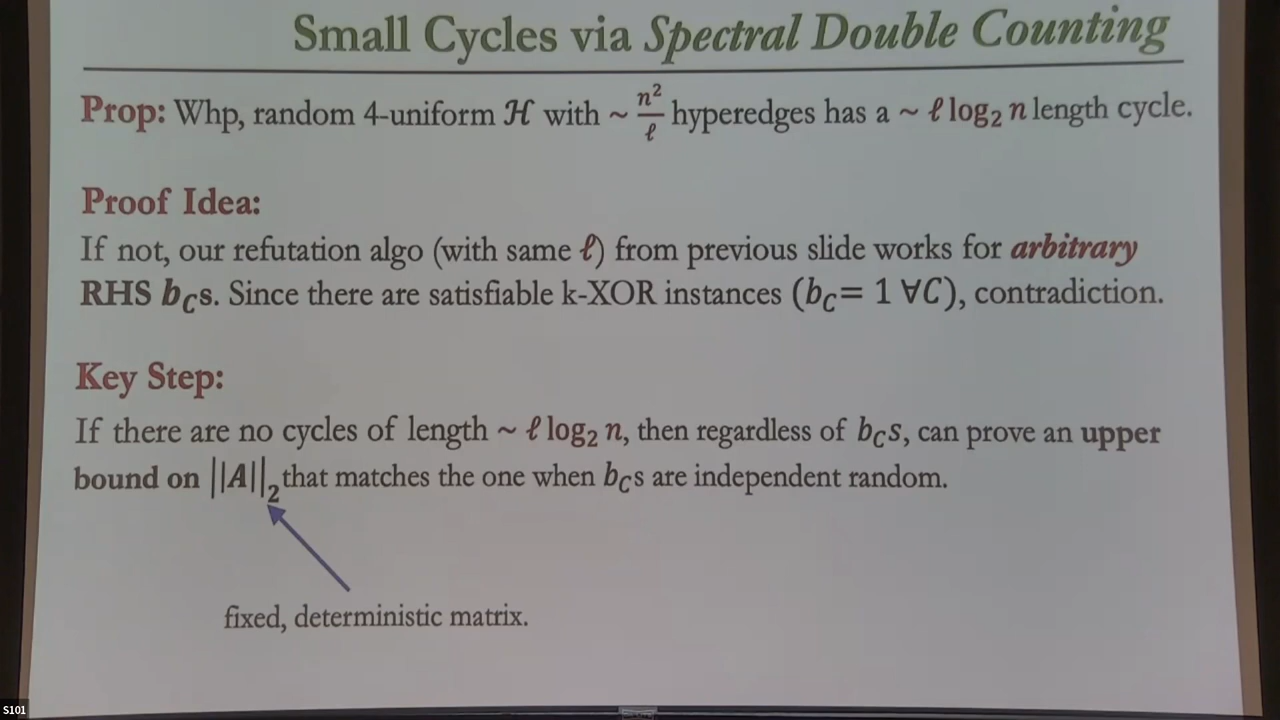 Small Cycles via Spectral Double Counting
Prop: Whp, random 4-uniform ℋ with ~ n²/ℓ hyperedges has a ~ ℓ log₂ n length cycle.
Proof Idea:
If not, our refutation algo (with same ℓ) from previous slide works for arbitrary
RHS b_Cs. Since there are satisfiable k-XOR instances (b_C= 1 ∀C), contradiction.
Key Step:
If there are no cycles of length ~ ℓ log₂ n, then regardless of b_Cs, can prove an upper
bound on ||A||₂ that matches the one when b_Cs are independent random.
fixed, deterministic matrix.
S101